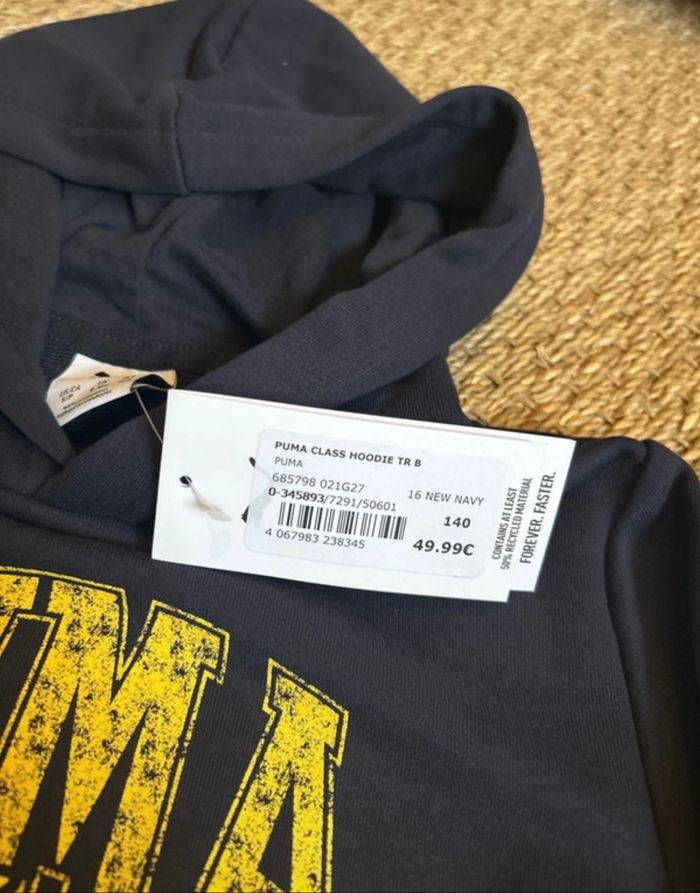 PUMA CLASS HOODIE TR B
PUMA
685798 021G27
16 NEW NAVY
0-345893/7291/50601
140
4 067983 238345
49.99€
CONTAINS AT LEAST
50% RECYCLED MATERIAL
FOREVER. FASTER.
MA